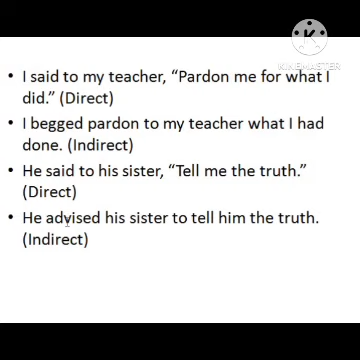 KINEMASTER
• I said to my teacher, “Pardon me for what I
did.” (Direct)
• I begged pardon to my teacher what I had
done. (Indirect)
• He said to his sister, “Tell me the truth.”
(Direct)
• He advised his sister to tell him the truth.
(Indirect)